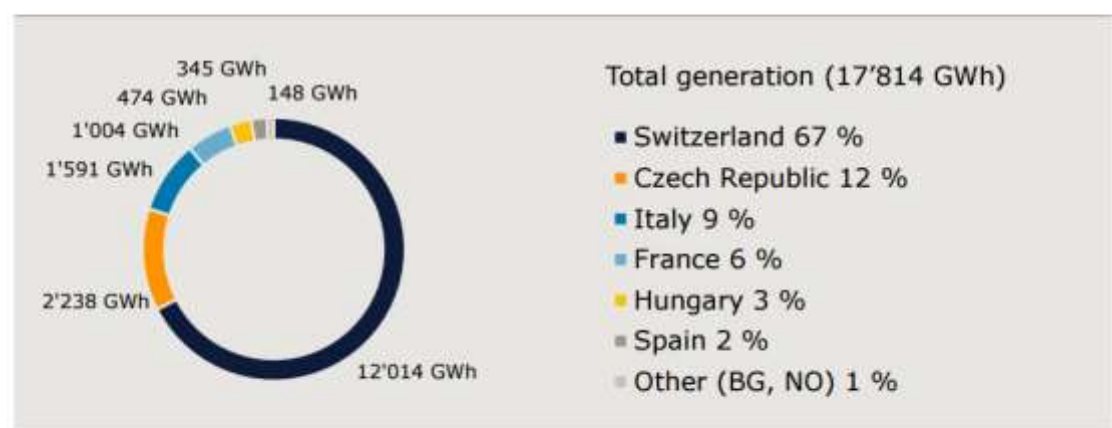 345 GWh
148 GWh
474 GWh
1'004 GWh
1'591 GWh
2'238 GWh
12'014 GWh
Total generation (17’814 GWh)
Switzerland 67 %
Czech Republic 12 %
Italy 9 %
France 6 %
Hungary 3 %
Spain 2 %
Other (BG, NO) 1 %